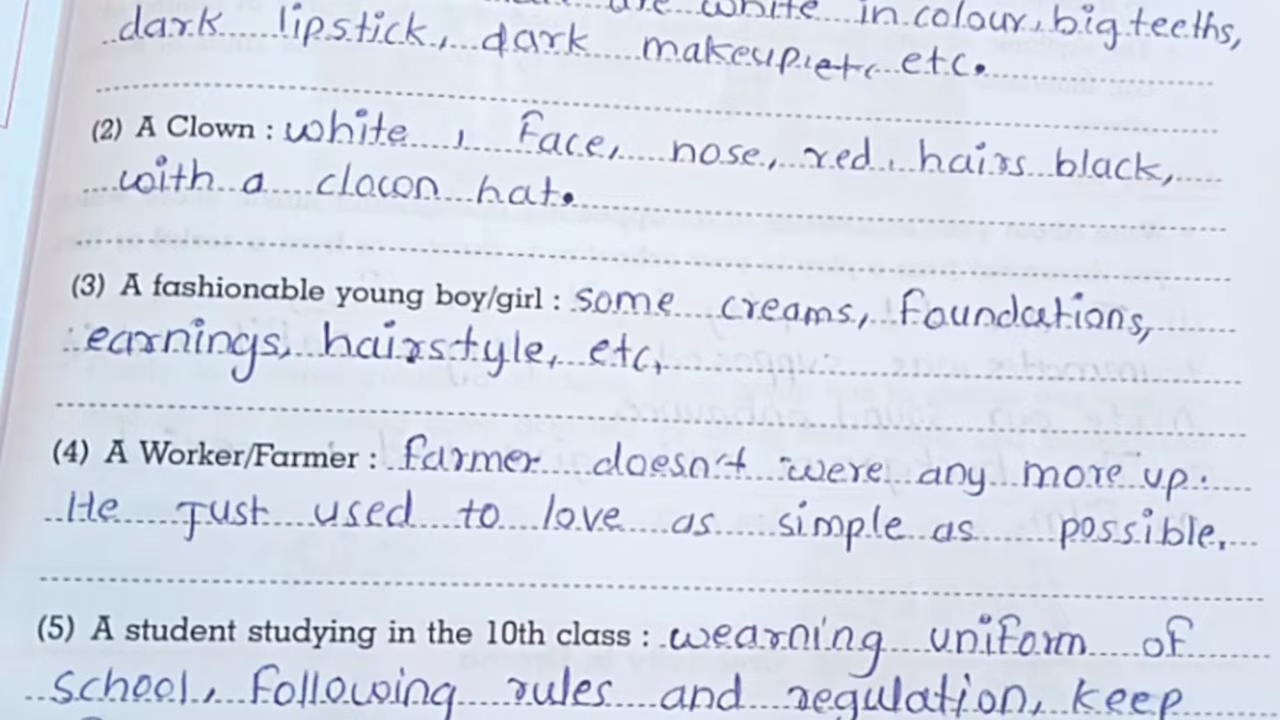 are white in colour, big teeths,
dark lipstick, dark makeup, etc etc.
(2) A Clown : white , face, nose, red, hairs black,
with a clocon hat.
(3) A fashionable young boy/girl : some creams, foundations,
earnings, hairstyle, etc,
(4) A Worker/Farmer : farmer doesn't were any more up.
He Just used to love as simple as possible.
(5) A student studying in the 10th class : wearning uniform of
school, following rules and regulation, keep